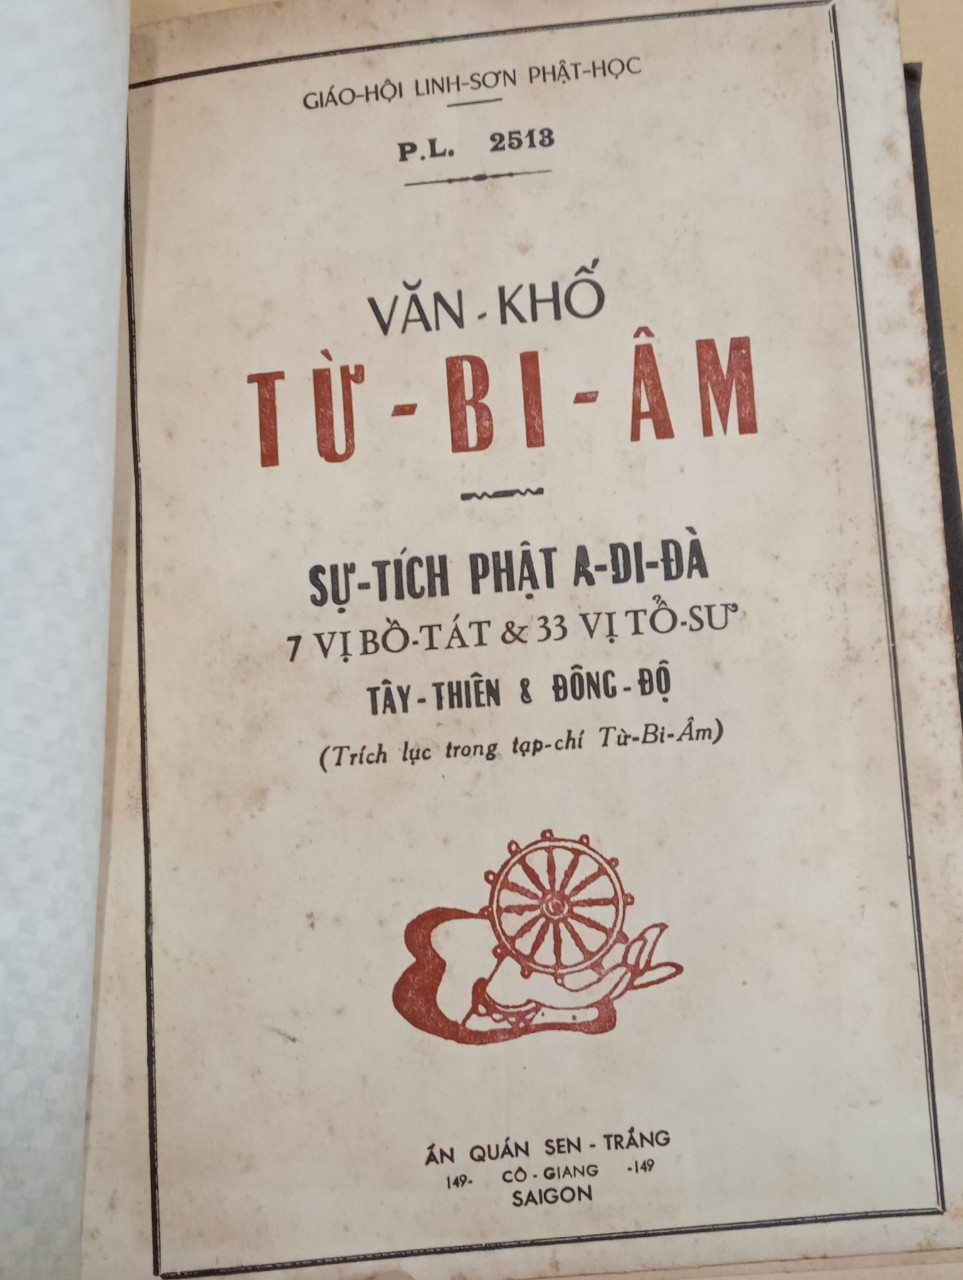 GIÁO-HỘI LINH-SƠN PHẬT-HỌC
P.L. 2513
VĂN-KHỐ
TỪ-BI-ÂM
SỰ-TÍCH PHẬT A-DI-ĐÀ
7 VỊ BỒ-TÁT & 33 VỊ TỔ-SƯ
TÂY-THIÊN & ĐÔNG-ĐỘ
(Trích lục trong tạp-chí Từ-Bi-Âm)
ẤN QUÁN SEN-TRẮNG
149- CÔ-GIANG -149
SAIGON